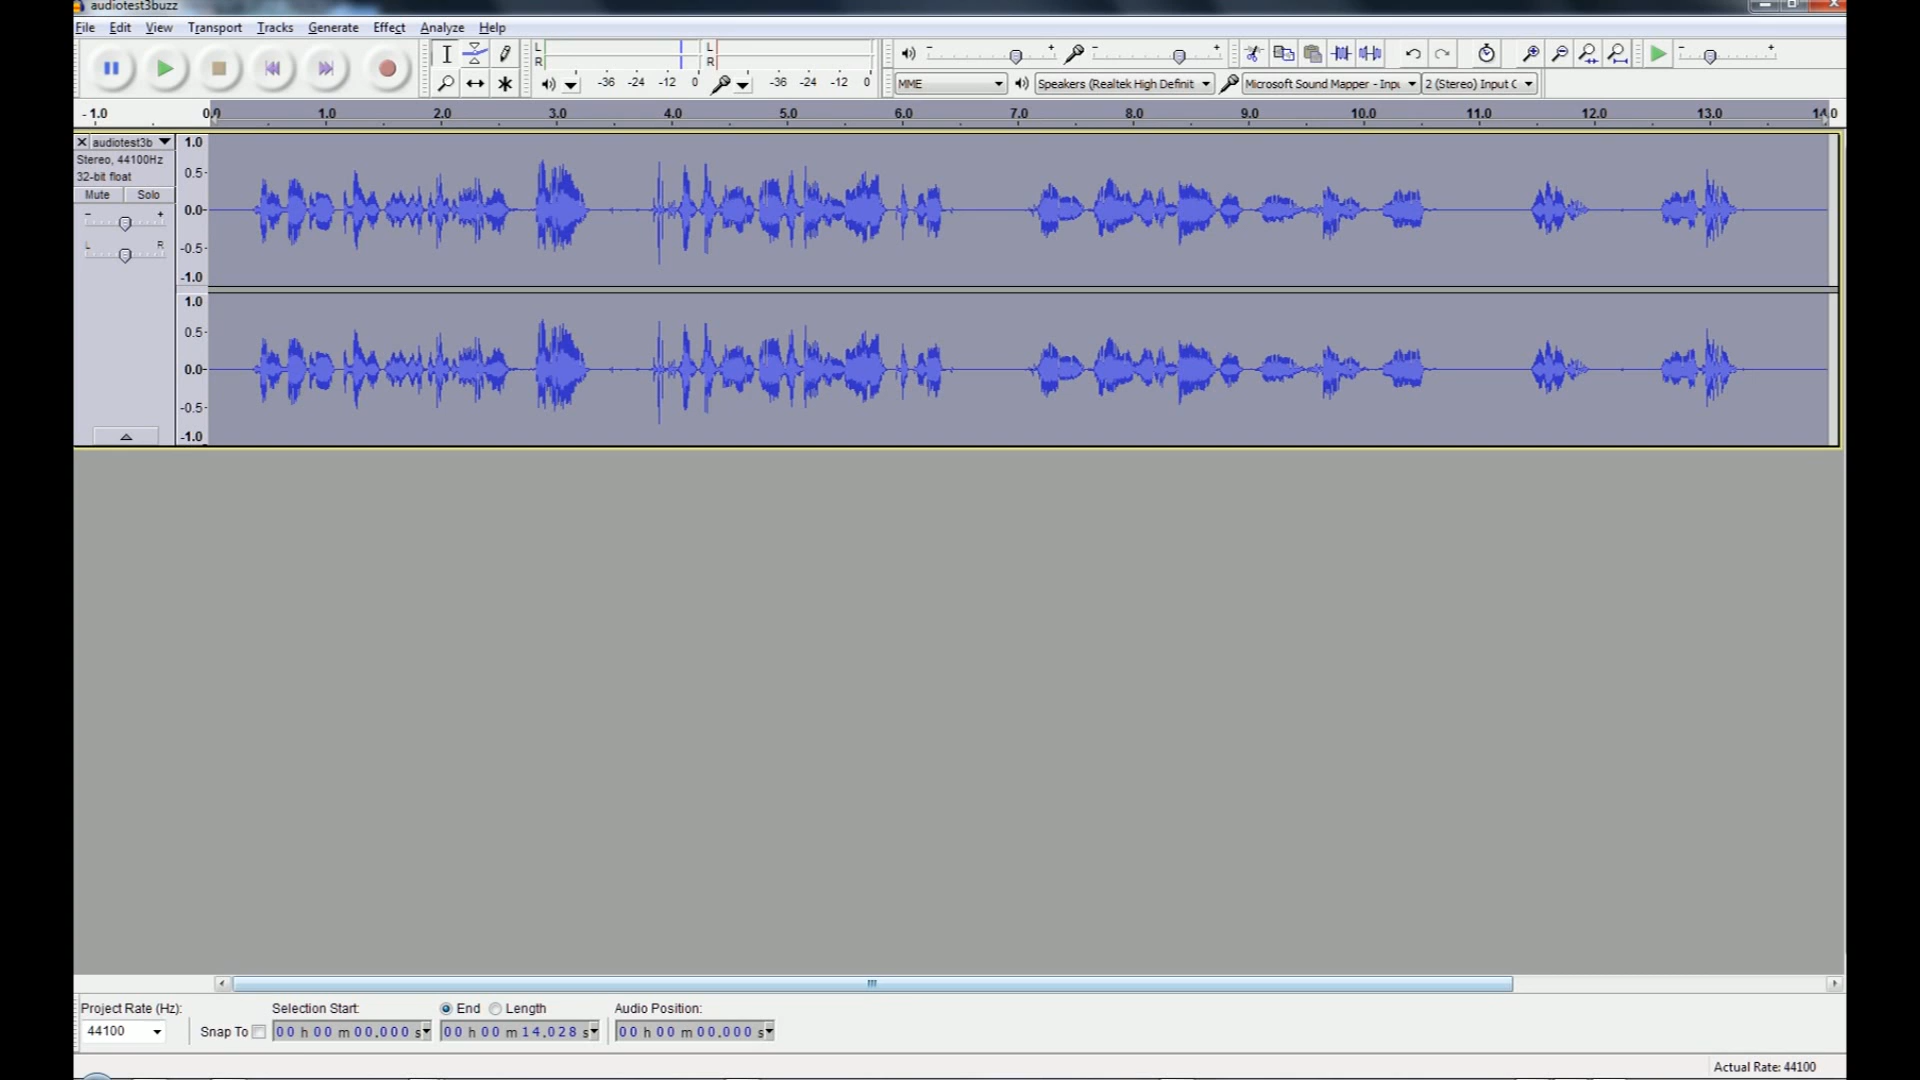 audiotest3buzz
File Edit View Transport Tracks Generate Effect Analyze Help
L
R
-36 -24 -12 0
L
R
-36 -24 -12 0
- + - + - +
MME Speakers (Realtek High Definit Microsoft Sound Mapper - Inpu 2 (Stereo) Input C
- 1.0 0.0 1.0 2.0 3.0 4.0 5.0 6.0 7.0 8.0 9.0 10.0 11.0 12.0 13.0 14.0
audiotest3b
Stereo, 44100Hz
32-bit float
Mute Solo
- +
L R
1.0
0.5
0.0
-0.5
-1.0
1.0
0.5
0.0
-0.5
-1.0
Project Rate (Hz): Selection Start: End Length Audio Position:
44100 Snap To 00 h 00 m 00.000 s 00 h 00 m 14.028 s 00 h 00 m 00.000 s
Actual Rate: 44100